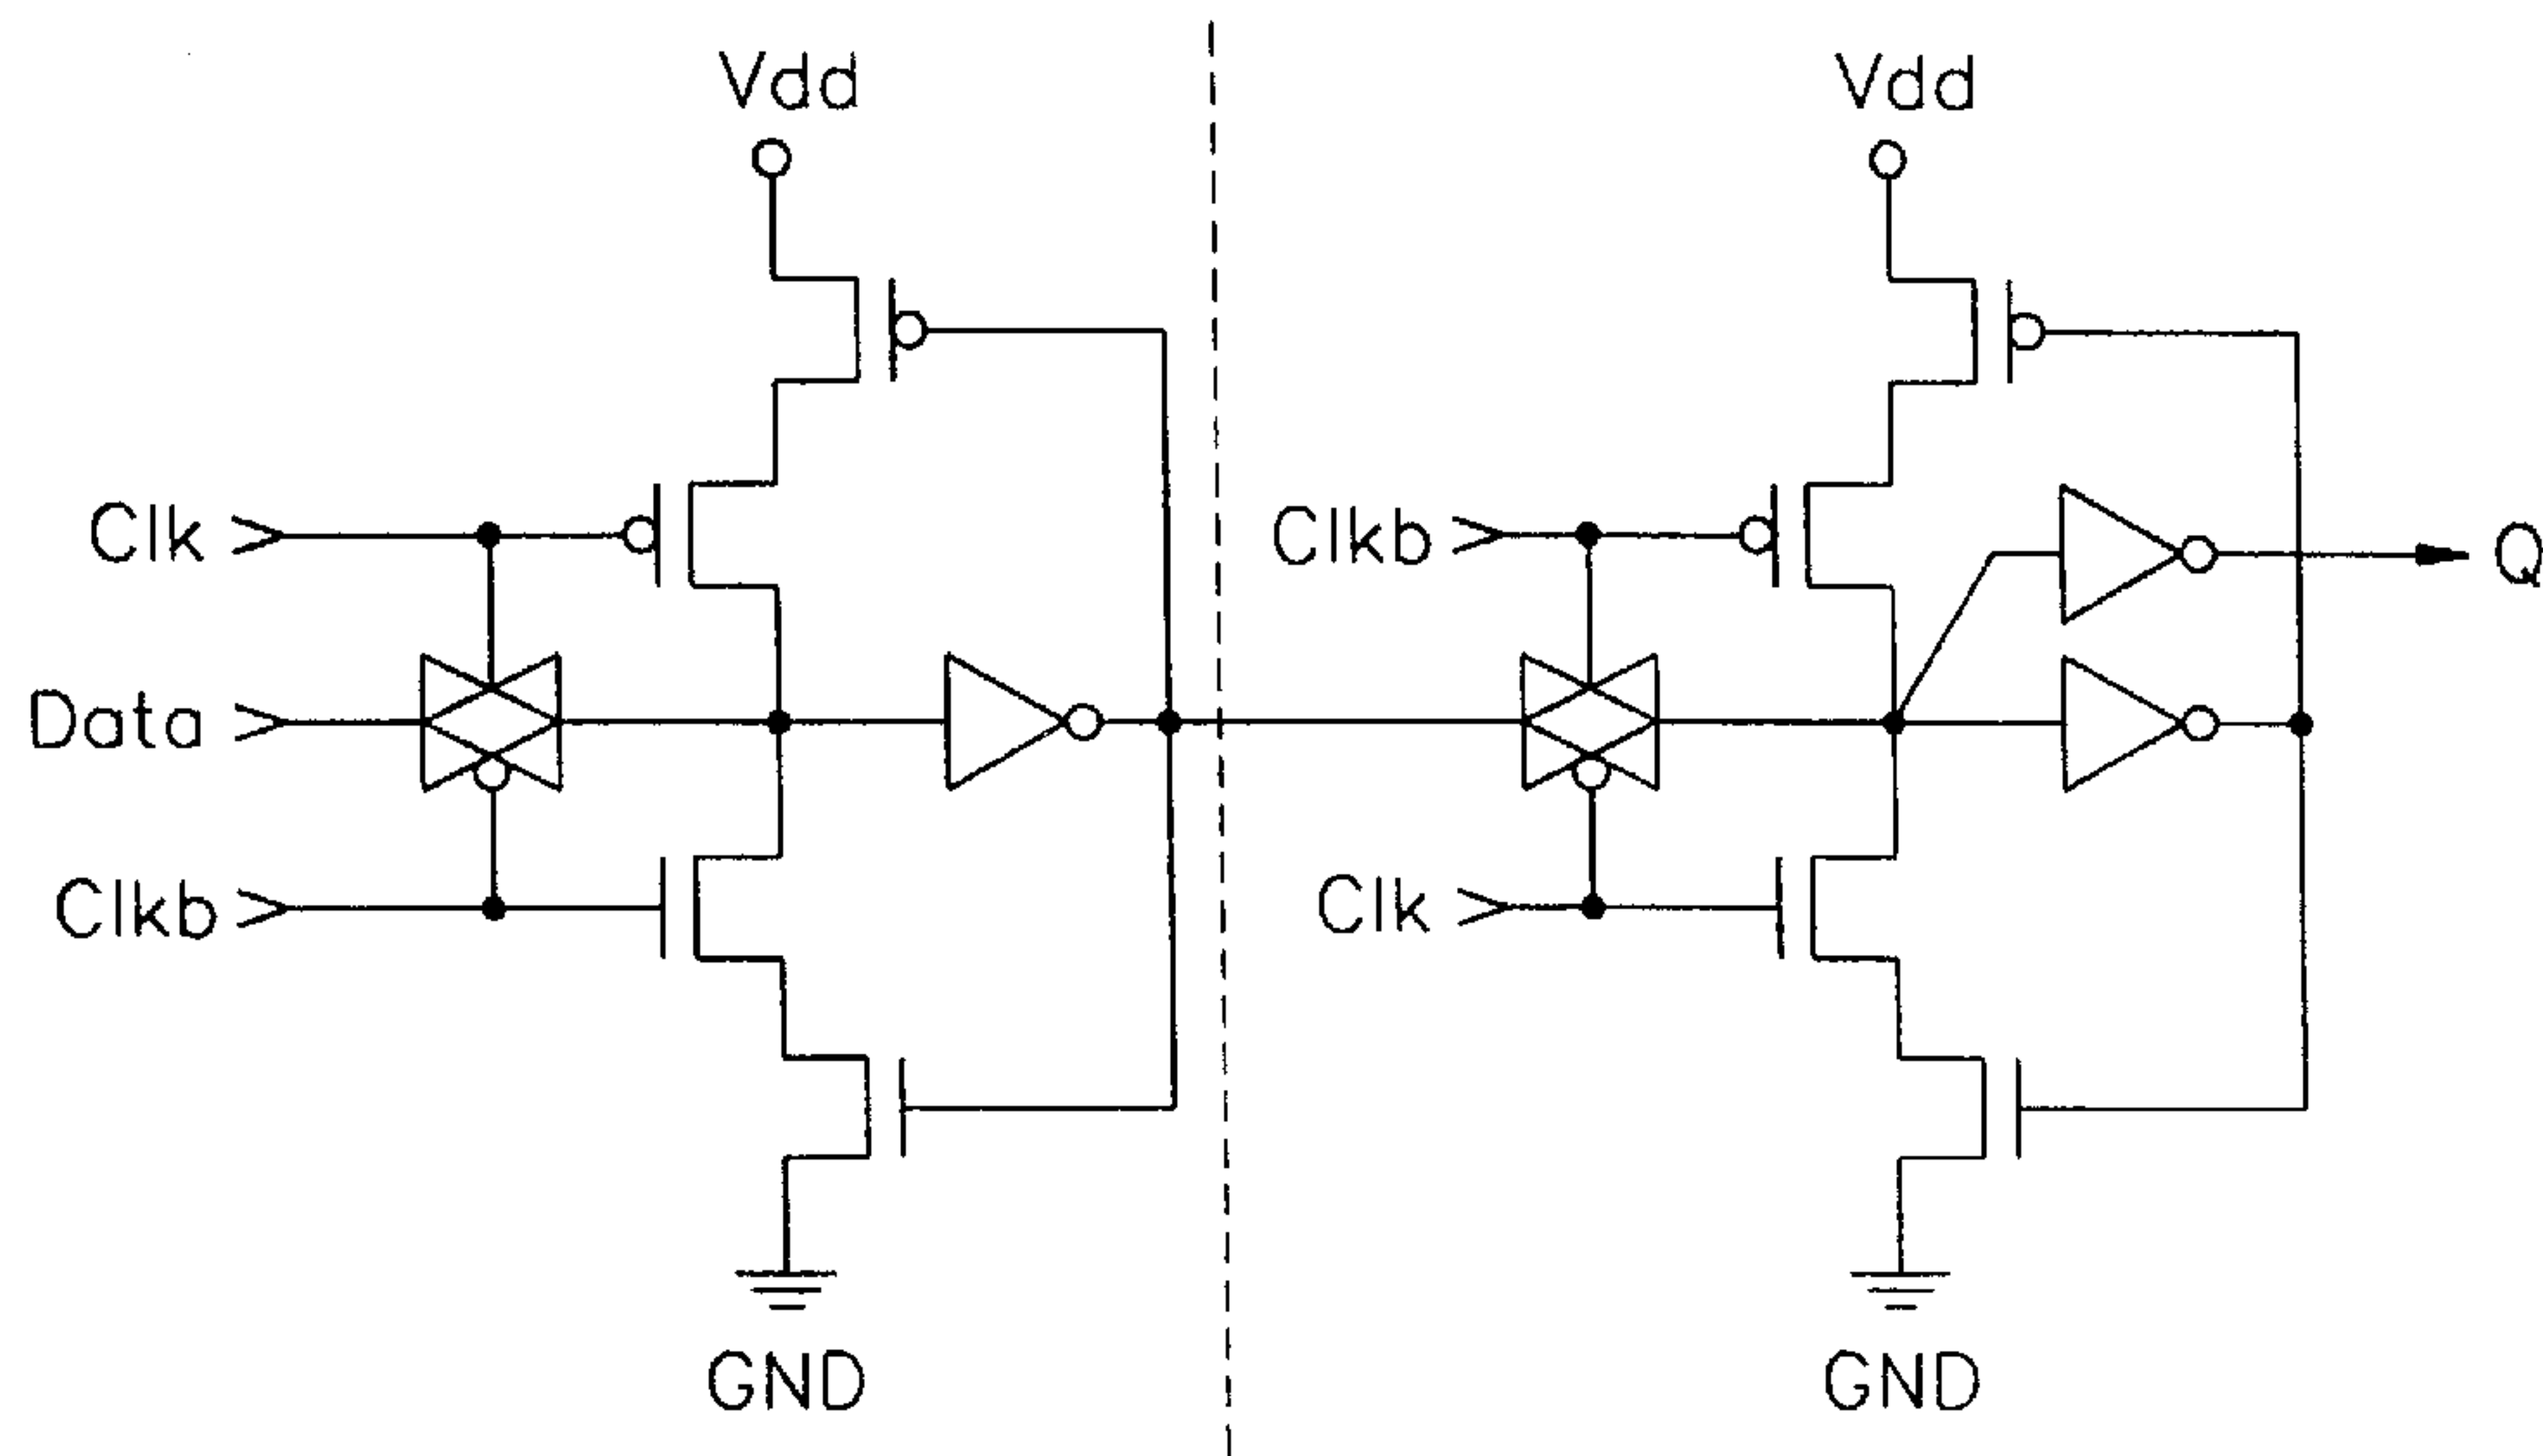 Vdd
Vdd
Clk
Clkb
Q
Data
Clkb
Clk
GND
GND